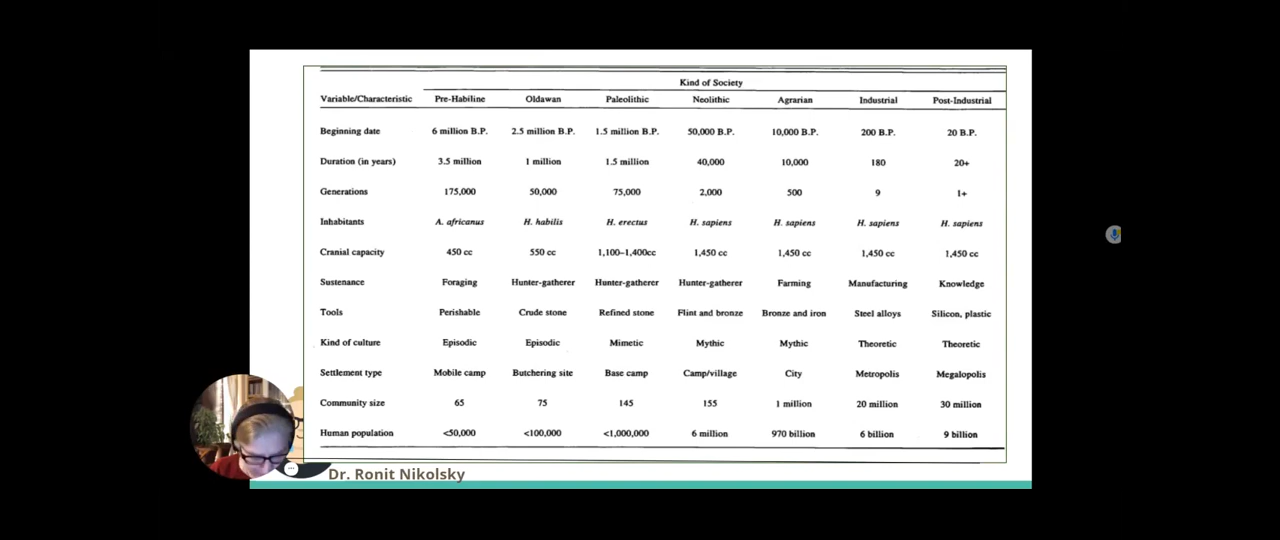 Kind of Society
Variable/Characteristic Pre-Habiline Oldawan Paleolithic Neolithic Agrarian Industrial Post-Industrial
Beginning date 6 million B.P. 2.5 million B.P. 1.5 million B.P. 50,000 B.P. 10,000 B.P. 200 B.P. 20 B.P.
Duration (in years) 3.5 million 1 million 1.5 million 40,000 10,000 180 20+
Generations 175,000 50,000 75,000 2,000 500 9 1+
Inhabitants A. africanus H. habilis H. erectus H. sapiens H. sapiens H. sapiens H. sapiens
Cranial capacity 450 cc 550 cc 1,100–1,400cc 1,450 cc 1,450 cc 1,450 cc 1,450 cc
Sustenance Foraging Hunter-gatherer Hunter-gatherer Hunter-gatherer Farming Manufacturing Knowledge
Tools Perishable Crude stone Refined stone Flint and bronze Bronze and iron Steel alloys Silicon, plastic
Kind of culture Episodic Episodic Mimetic Mythic Mythic Theoretic Theoretic
Settlement type Mobile camp Butchering site Base camp Camp/village City Metropolis Megalopolis
Community size 65 75 145 155 1 million 20 million 30 million
Human population <50,000 <100,000 <1,000,000 6 million 970 billion 6 billion 9 billion
Dr. Ronit Nikolsky